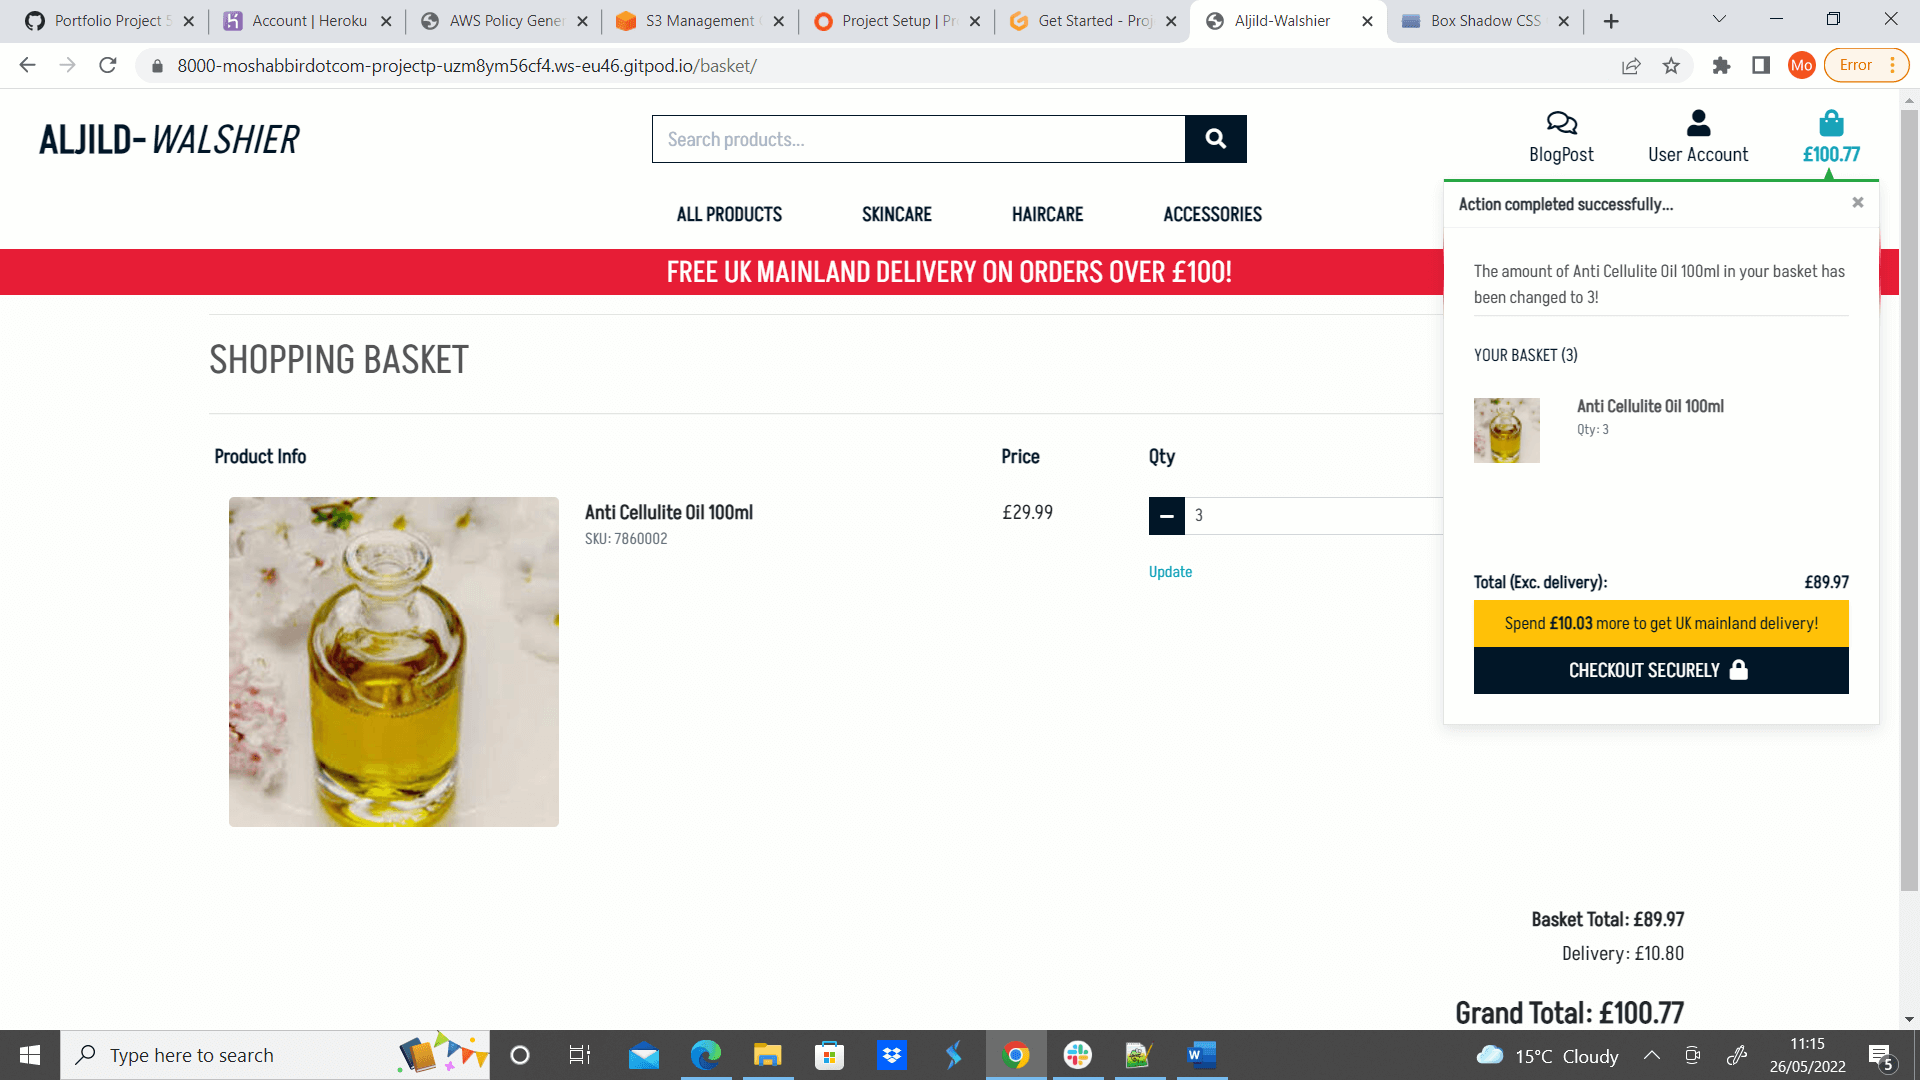 Portfolio Project 5
Account | Heroku
AWS Policy Gener
S3 Management C
Project Setup | Pr
Get Started - Proj
Aljild-Walshier
Box Shadow CSS
8000-moshabbirdotcom-projectp-uzm8ym56cf4.ws-eu46.gitpod.io/basket/
Mo
Error
ALJILD-WALSHIER
Search products...
BlogPost
User Account
£100.77
ALL PRODUCTS
SKINCARE
HAIRCARE
ACCESSORIES
FREE UK MAINLAND DELIVERY ON ORDERS OVER £100!
Action completed successfully...
The amount of Anti Cellulite Oil 100ml in your basket has
been changed to 3!
YOUR BASKET (3)
Anti Cellulite Oil 100ml
Qty: 3
Total (Exc. delivery):
£89.97
Spend £10.03 more to get UK mainland delivery!
CHECKOUT SECURELY
SHOPPING BASKET
Product Info
Price
Qty
Anti Cellulite Oil 100ml
SKU: 7860002
£29.99
3
Update
Basket Total: £89.97
Delivery: £10.80
Grand Total: £100.77
Type here to search
15°C Cloudy
11:15
26/05/2022
5